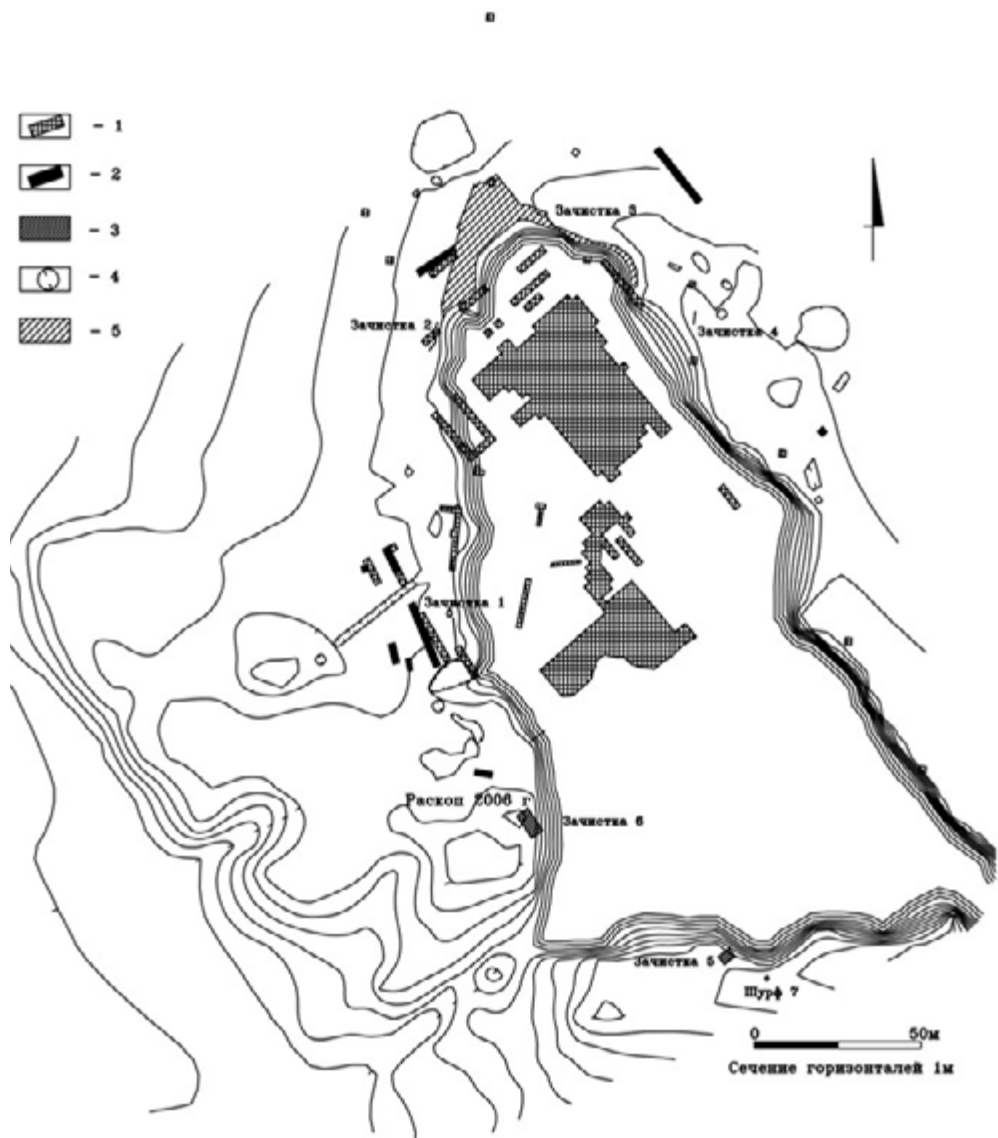 - 1
- 2
- 3
- 4
- 5
Зачистка 3
Зачистка 2
Зачистка 4
Зачистка 1
Раскоп 2006 г
Зачистка 6
Зачистка 5
Шурф 7
0 50м
Сечение горизонталей 1м